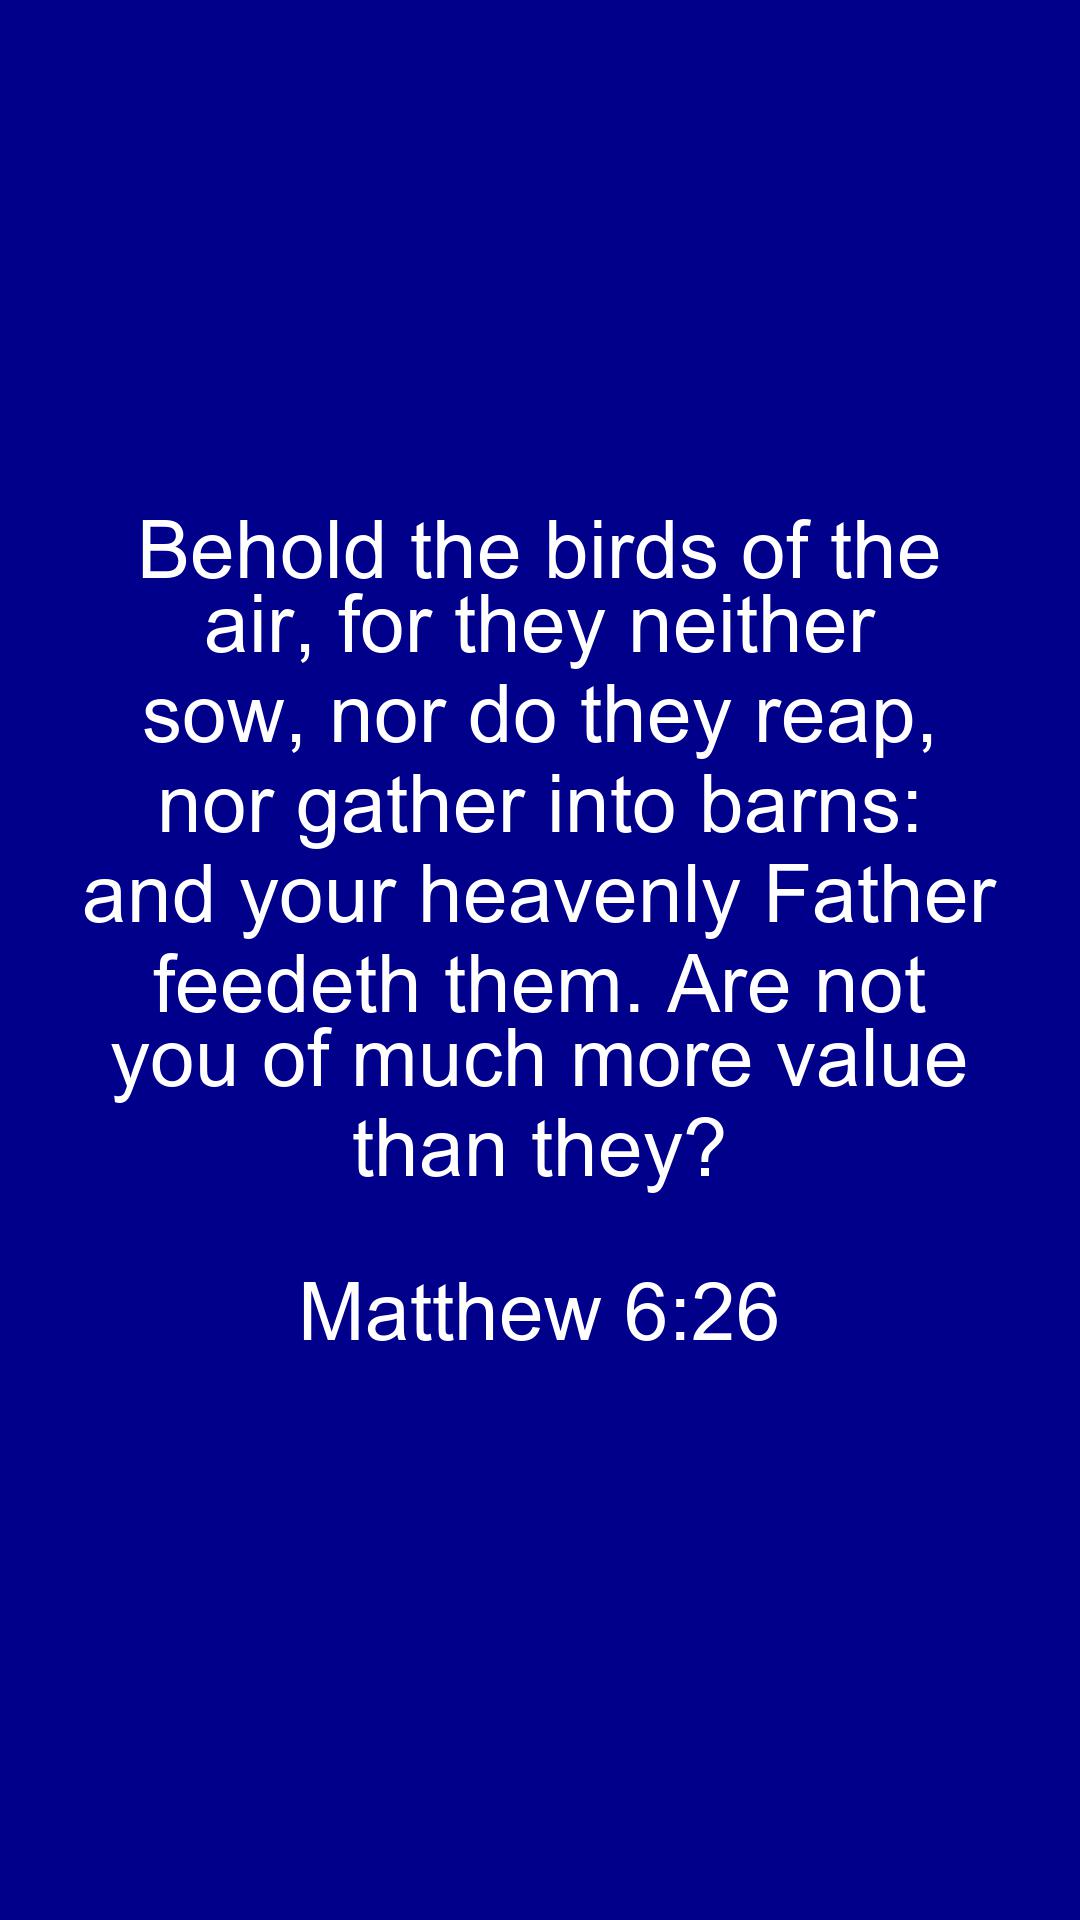 Behold the birds of the
air, for they neither
sow, nor do they reap,
nor gather into barns:
and your heavenly Father
feedeth them. Are not
you of much more value
than they?
Matthew 6:26